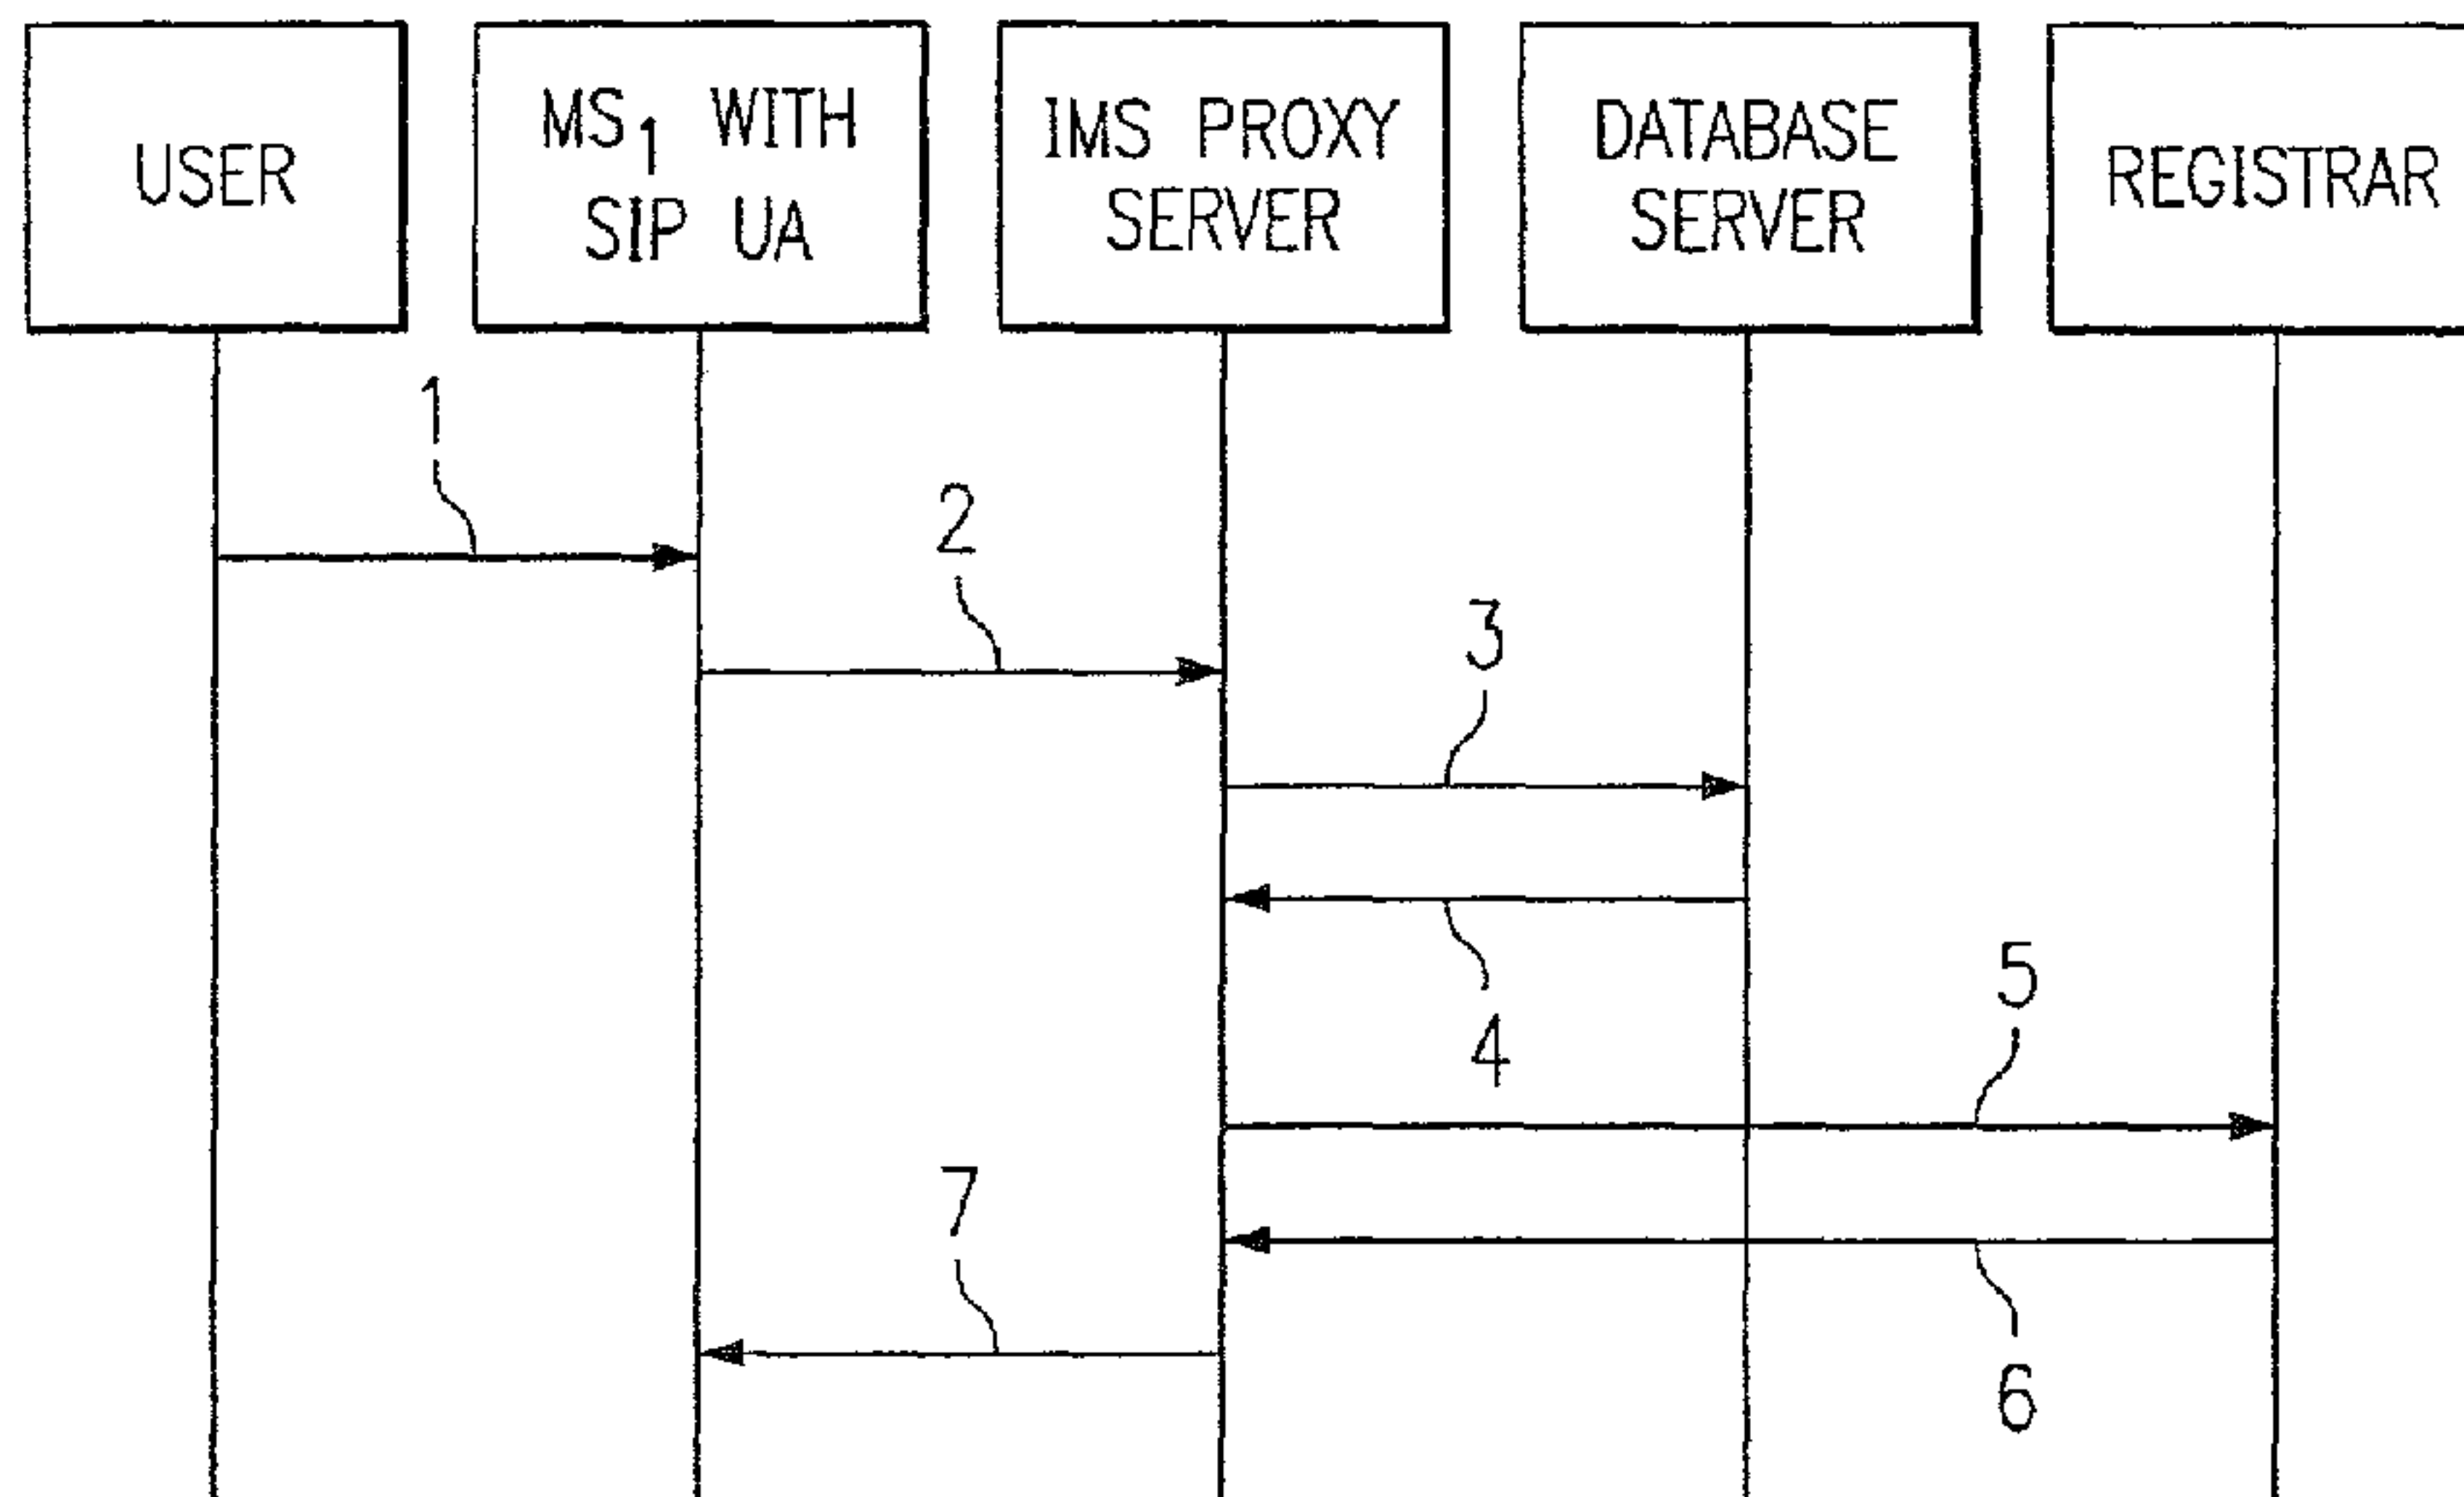 USER
MS1 WITH
SIP UA
IMS PROXY
SERVER
DATABASE
SERVER
REGISTRAR
1
2
3
4
5
7
6